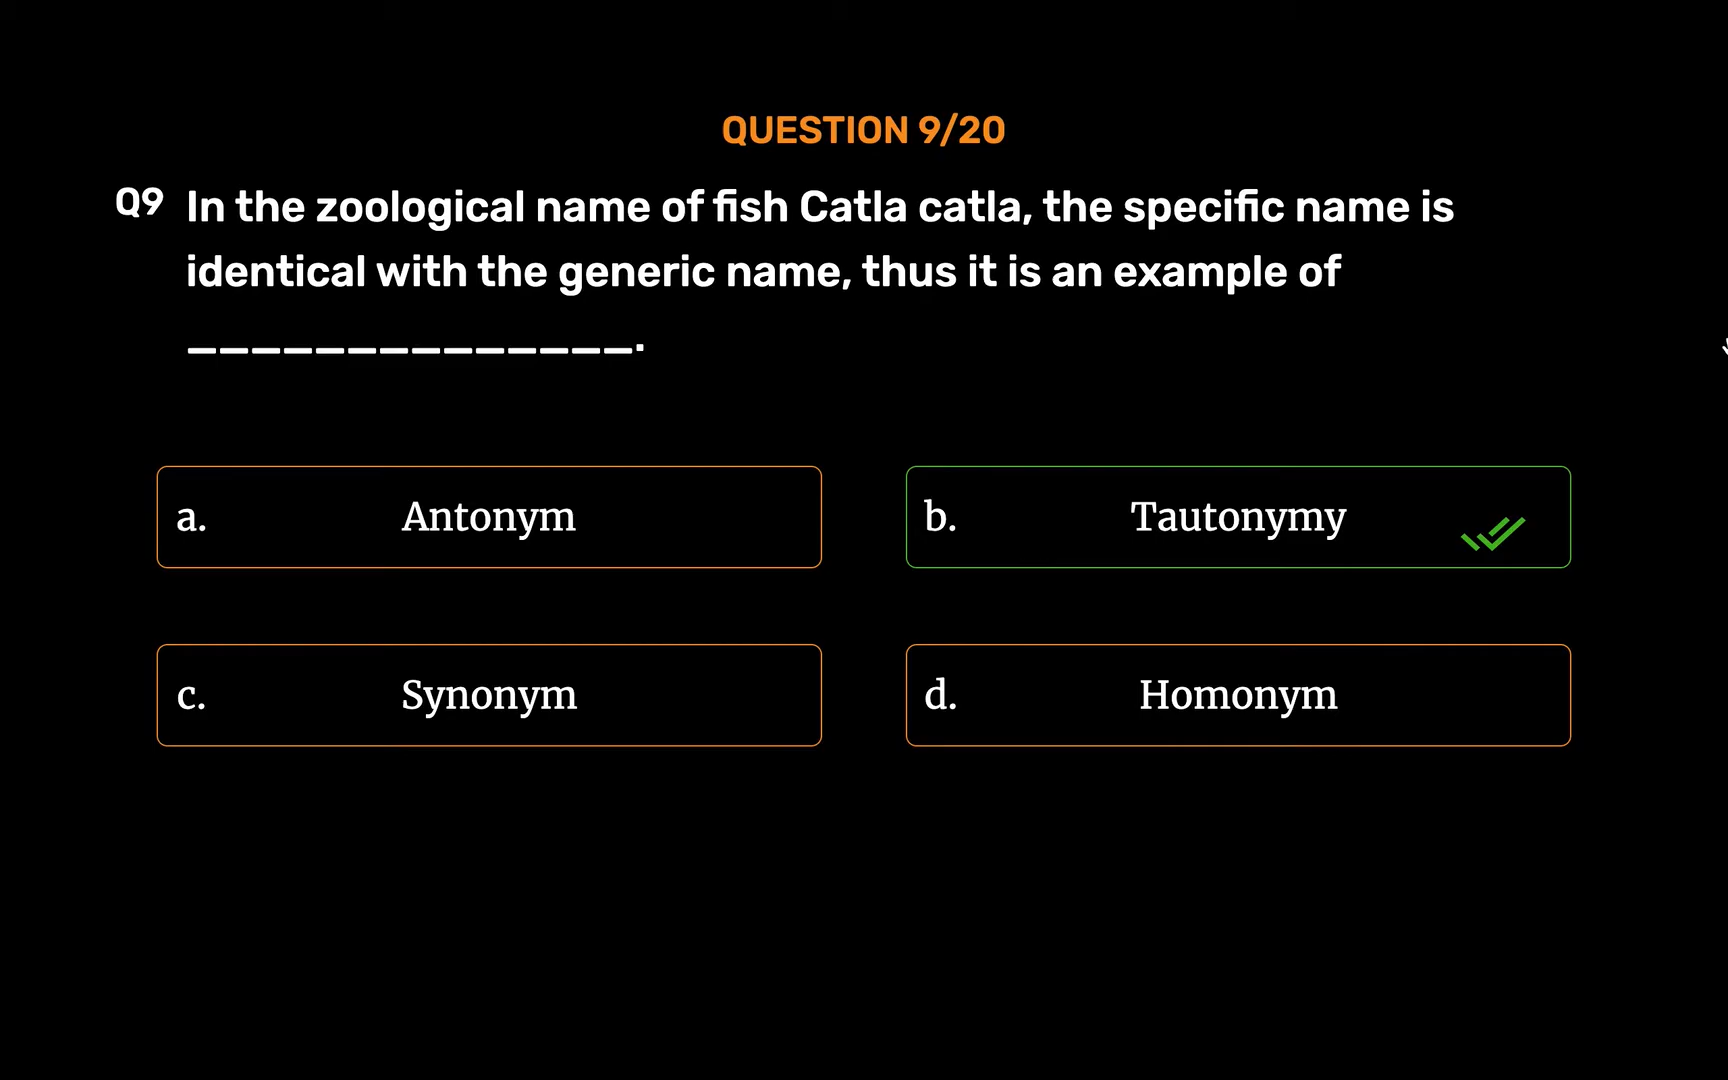 QUESTION 9/20
Q9 In the zoological name of fish Catla catla, the specific name is
identical with the generic name, thus it is an example of
______________.
a. Antonym
b. Tautonymy
c. Synonym
d. Homonym